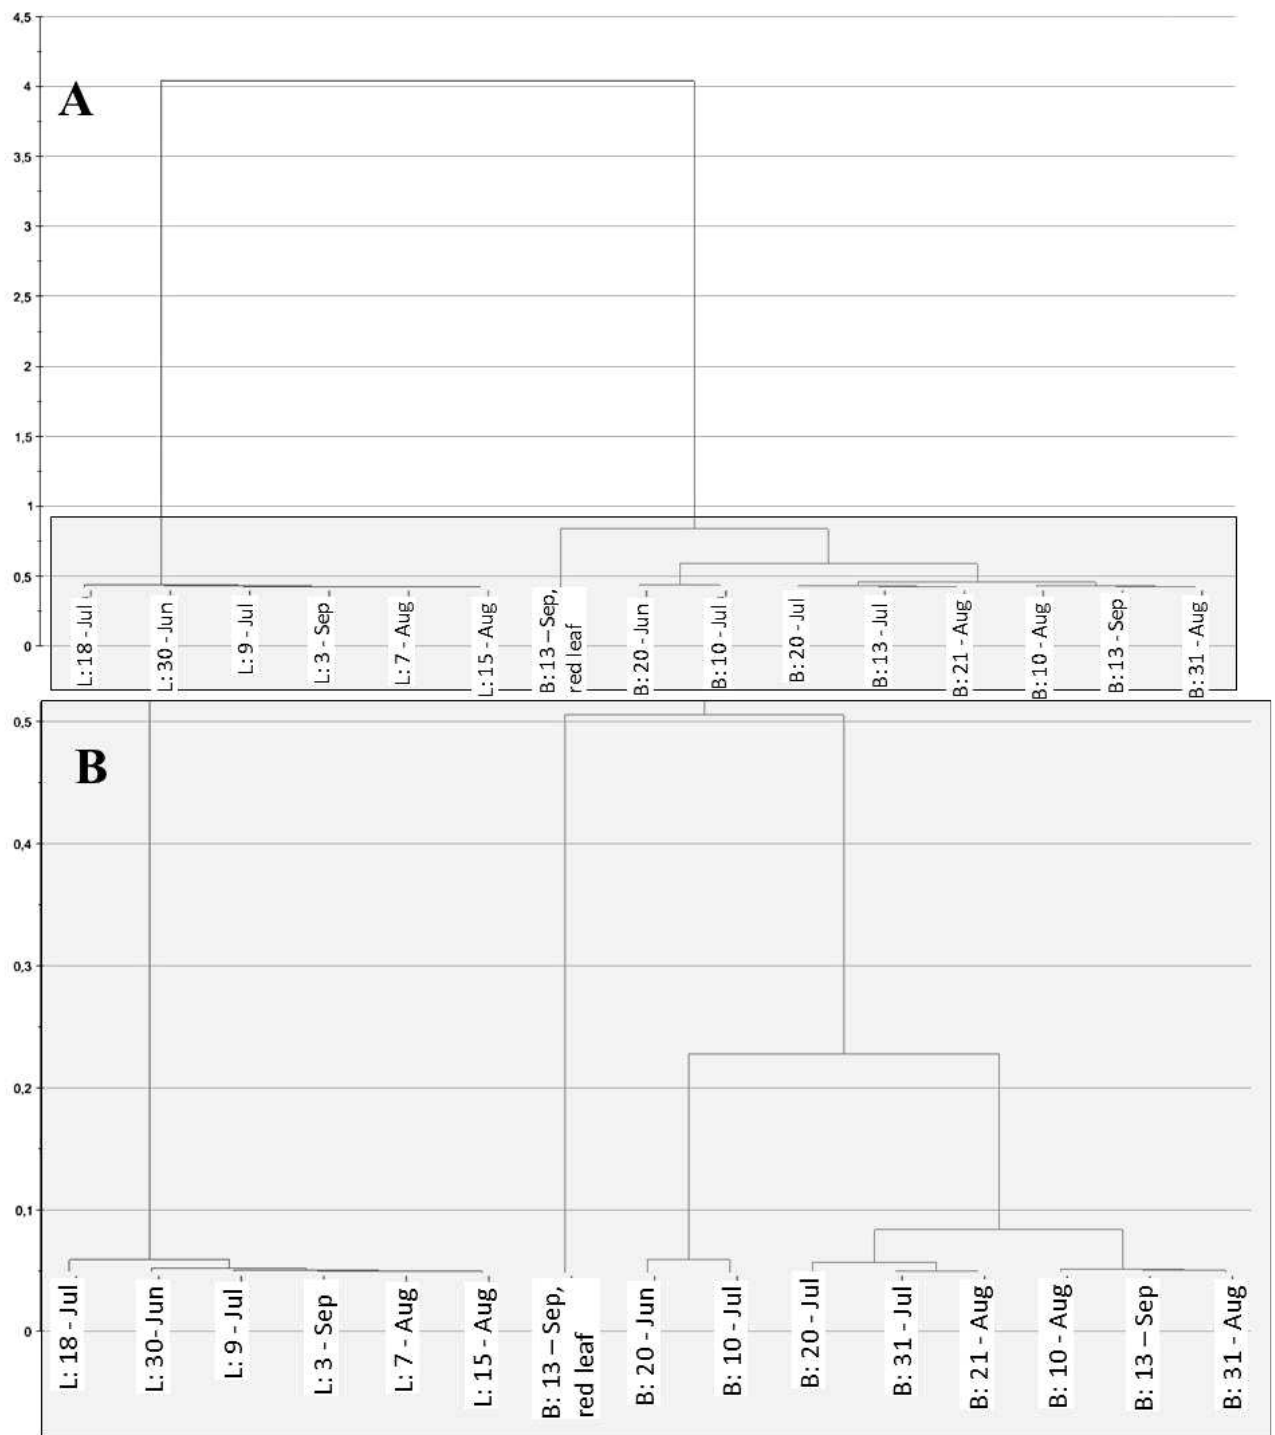 4,5
A
4
3,5
3
2,5
2
1,5
1
0,5
0
L: 18 - Jul
L: 30 - Jun
L: 9 - Jul
L: 3 - Sep
L: 7 - Aug
L: 15 - Aug
B: 13 – Sep,
red leaf
B: 20 - Jun
B: 10 - Jul
B: 20 - Jul
B: 13 - Jul
B: 21 - Aug
B: 10 - Aug
B: 13 - Sep
B: 31 - Aug
0,5
B
0,4
0,3
0,2
0,1
0
L: 18 - Jul
L: 30-Jun
L: 9 - Jul
L: 3 - Sep
L: 7 - Aug
L: 15 - Aug
B: 13 – Sep,
red leaf
B: 20 - Jun
B: 10 - Jul
B: 20 - Jul
B: 31 - Jul
B: 21 - Aug
B: 10 - Aug
B: 13 – Sep
B: 31 - Aug